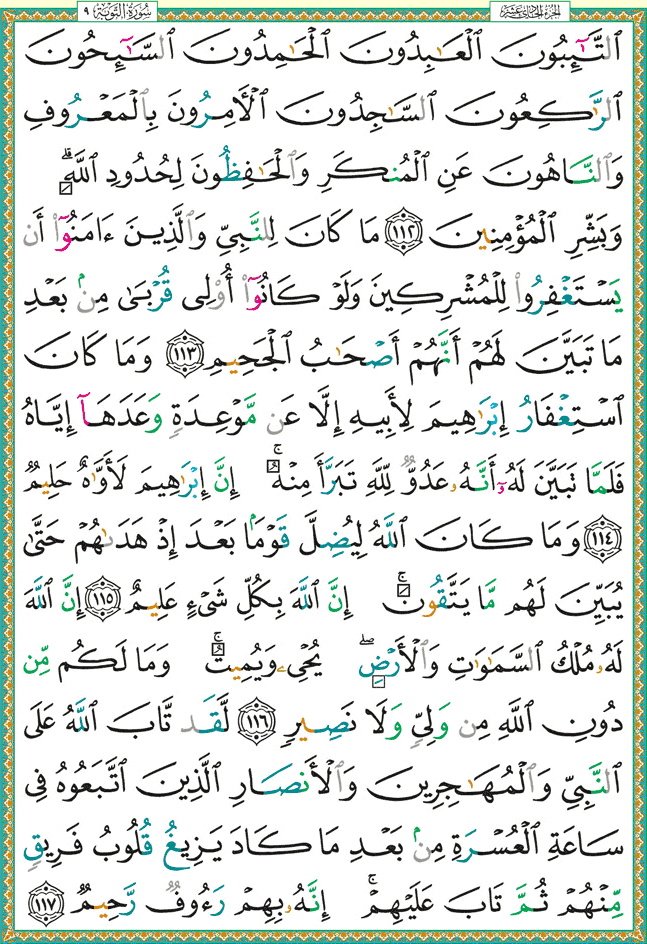 الجزء الحادي عشر
سورة التوبة ٩
ٱلتَّـٰٓئِبُونَ ٱلْعَـٰبِدُونَ ٱلْحَـٰمِدُونَ ٱلسَّـٰٓئِحُونَ
ٱلرَّٰكِعُونَ ٱلسَّـٰجِدُونَ ٱلْـَٔامِرُونَ بِٱلْمَعْرُوفِ
وَٱلنَّاهُونَ عَنِ ٱلْمُنكَرِ وَٱلْحَـٰفِظُونَ لِحُدُودِ ٱللَّهِ ۗ
وَبَشِّرِ ٱلْمُؤْمِنِينَ ١١٢ مَا كَانَ لِلنَّبِىِّ وَٱلَّذِينَ ءَامَنُوٓا۟ أَن
يَسْتَغْفِرُوا۟ لِلْمُشْرِكِينَ وَلَوْ كَانُوٓا۟ أُو۟لِى قُرْبَىٰ مِنۢ بَعْدِ
مَا تَبَيَّنَ لَهُمْ أَنَّهُمْ أَصْحَـٰبُ ٱلْجَحِيمِ ١١٣ وَمَا كَانَ
ٱسْتِغْفَارُ إِبْرَٰهِيمَ لِأَبِيهِ إِلَّا عَن مَّوْعِدَةٍ وَعَدَهَآ إِيَّاهُ
فَلَمَّا تَبَيَّنَ لَهُۥٓ أَنَّهُۥ عَدُوٌّ لِّلَّهِ تَبَرَّأَ مِنْهُ ۚ إِنَّ إِبْرَٰهِيمَ لَأَوَّٰهٌ حَلِيمٌ
١١٤ وَمَا كَانَ ٱللَّهُ لِيُضِلَّ قَوْمًۢا بَعْدَ إِذْ هَدَىٰهُمْ حَتَّىٰ
يُبَيِّنَ لَهُم مَّا يَتَّقُونَ ۚ إِنَّ ٱللَّهَ بِكُلِّ شَىْءٍ عَلِيمٌ ١١٥ إِنَّ ٱللَّهَ
لَهُۥ مُلْكُ ٱلسَّمَـٰوَٰتِ وَٱلْأَرْضِ ۖ يُحْىِۦ وَيُمِيتُ ۚ وَمَا لَكُم مِّن
دُونِ ٱللَّهِ مِن وَلِىٍّ وَلَا نَصِيرٍ ١١٦ لَّقَد تَّابَ ٱللَّهُ عَلَى
ٱلنَّبِىِّ وَٱلْمُهَـٰجِرِينَ وَٱلْأَنصَارِ ٱلَّذِينَ ٱتَّبَعُوهُ فِى
سَاعَةِ ٱلْعُسْرَةِ مِنۢ بَعْدِ مَا كَادَ يَزِيغُ قُلُوبُ فَرِيقٍ
مِّنْهُمْ ثُمَّ تَابَ عَلَيْهِمْ ۚ إِنَّهُۥ بِهِمْ رَءُوفٌ رَّحِيمٌ ١١٧